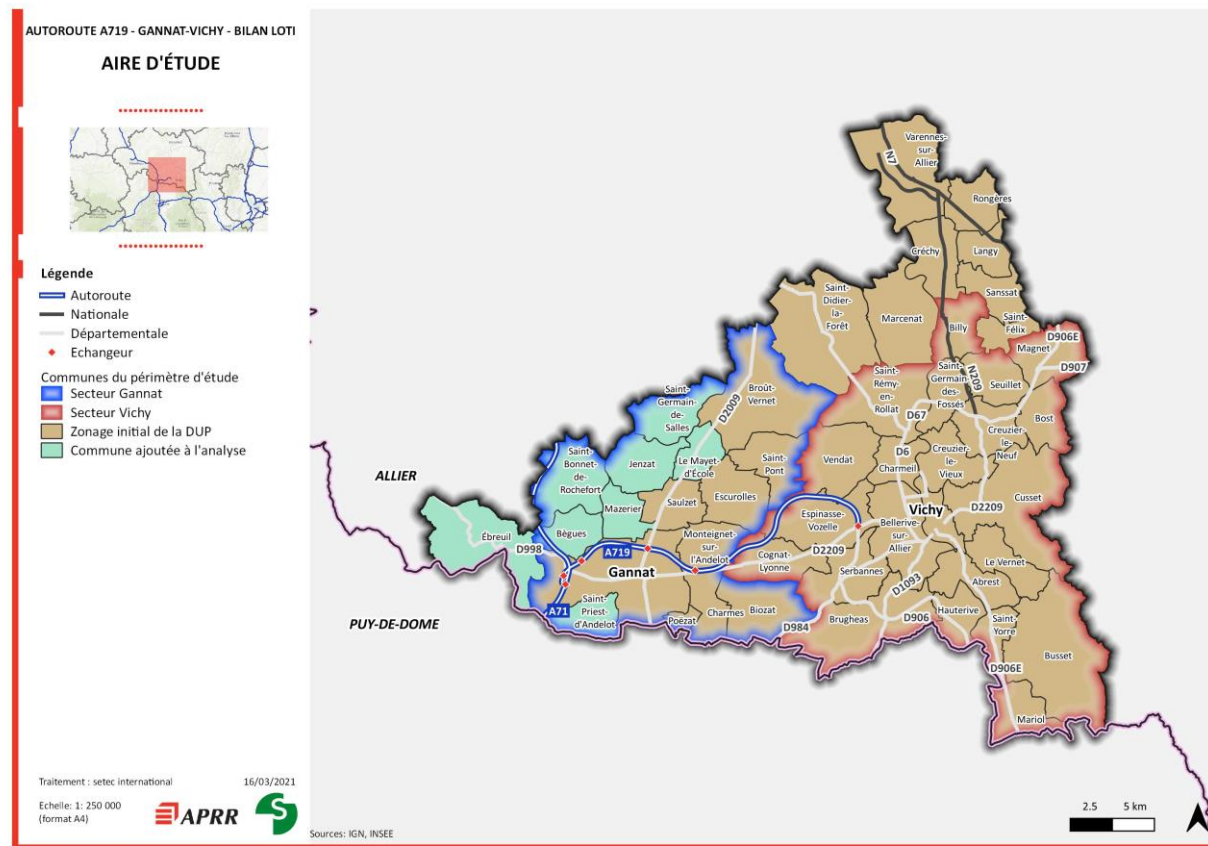 AUTOROUTE A719 - GANNAT-VICHY - BILAN LOTI
AIRE D'ÉTUDE
Légende
Autoroute
Nationale
Départementale
Echangeur
Communes du périmètre d'étude
Secteur Gannat
Secteur Vichy
Zonage initial de la DUP
Commune ajoutée à l'analyse
Traitement : setec international
16/03/2021
Echelle: 1: 250 000
(format A4)
APRR
Sources: IGN, INSEE
2.5
5 km
ALLIER
PUY-DE-DOME
Varennes-
sur-
Allier
N7
Rongères
Créchy
Langy
Sanssat
Saint-
Didier-
la-
Forêt
Marcenat
Billy
Saint-
Félix
D906E
Magnet
D907
N209
Saint-
Rémy-
en-
Rollat
Saint-
Germain-
des-
Fossés
Seuillet
Bost
D67
Creuzier-
le-
Neuf
Broût-
Vernet
D2009
Saint-
Germain-
de-
Salles
D6
Creuzier-
le-
Vieux
Vendat
Charmeil
Le Mayet-
d'École
Saint-
Pont
Jenzat
Saint-
Bonnet-
de-
Rochefort
Escurolles
Saulzet
Mazerier
Cusset
Vichy
D2209
Espinasse-
Vozelle
Bellerive-
sur-
Allier
Ébreuil
D998
Bègues
A719
Monteignet-
sur-
l'Andelot
Cognat-
Lyonne
D2209
Gannat
Serbannes
Le Vernet
Abrest
D1093
A71
Saint-
Priest-
d'Andelot
Poëzat
Charmes
Biozat
D984
Brugheas
D906
Hauterive
Saint-
Yorre
Busset
D906E
Mariol